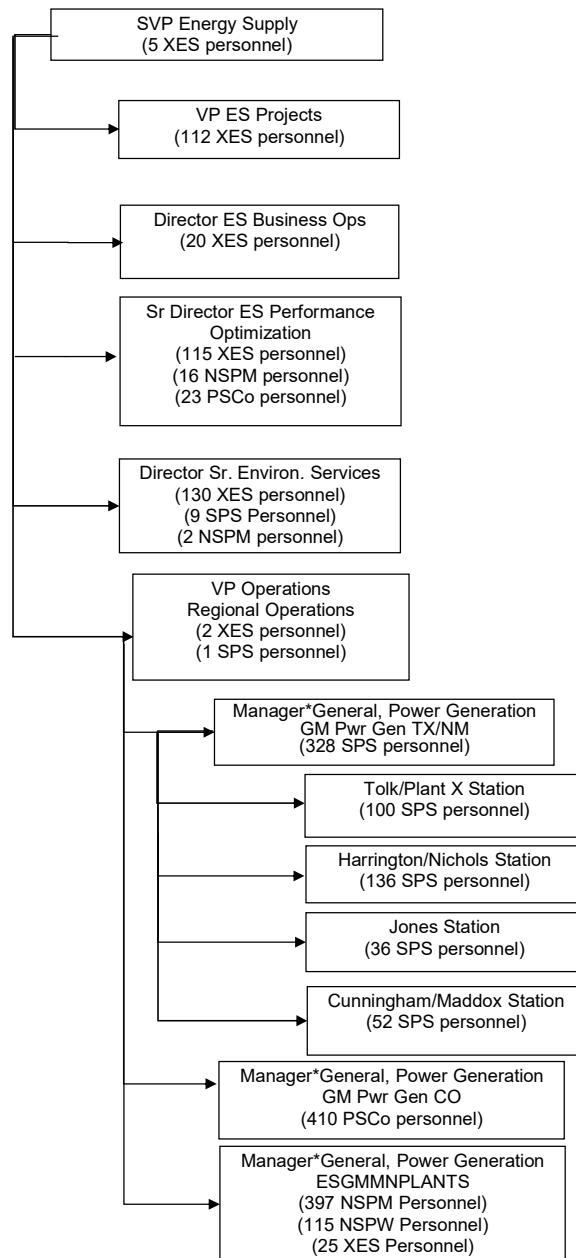 SVP Energy Supply
(5 XES personnel)
VP ES Projects
(112 XES personnel)
Director ES Business Ops
(20 XES personnel)
Sr Director ES Performance
Optimization
(115 XES personnel)
(16 NSPM personnel)
(23 PSCo personnel)
Director Sr. Environ. Services
(130 XES personnel)
(9 SPS Personnel)
(2 NSPM personnel)
VP Operations
Regional Operations
(2 XES personnel)
(1 SPS personnel)
Manager*General, Power Generation
GM Pwr Gen TX/NM
(328 SPS personnel)
Tolk/Plant X Station
(100 SPS personnel)
Harrington/Nichols Station
(136 SPS personnel)
Jones Station
(36 SPS personnel)
Cunningham/Maddox Station
(52 SPS personnel)
Manager*General, Power Generation
GM Pwr Gen CO
(410 PSCo personnel)
Manager*General, Power Generation
ESGMMNPLANTS
(397 NSPM Personnel)
(115 NSPW Personnel)
(25 XES Personnel)